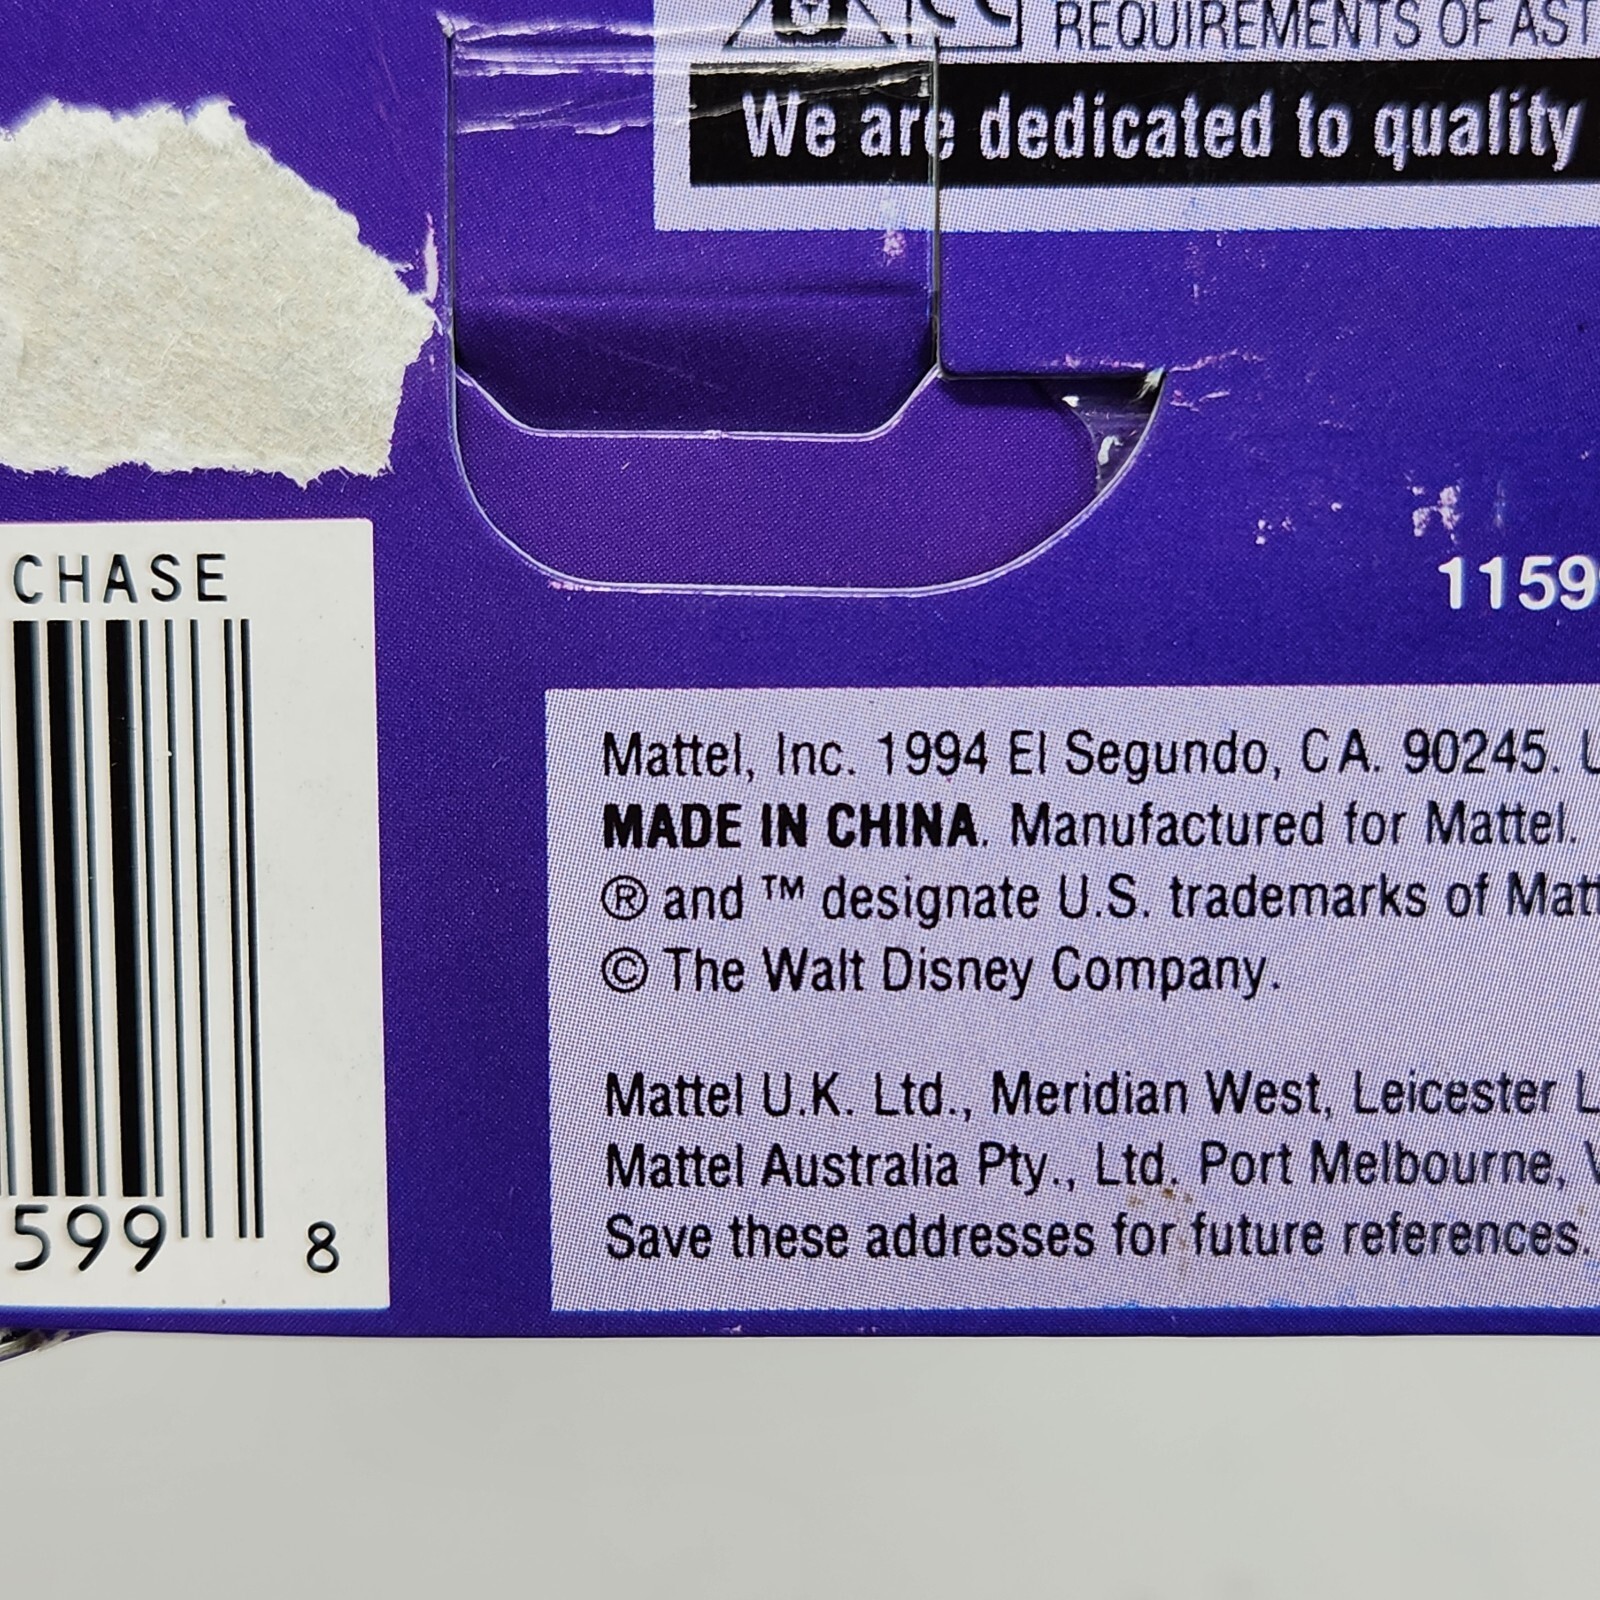 REQUIREMENTS OF AST
We are dedicated to quality
CHASE
1159
599 8
Mattel, Inc. 1994 El Segundo, CA. 90245. U
MADE IN CHINA. Manufactured for Mattel.
® and ™ designate U.S. trademarks of Matt
© The Walt Disney Company.
Mattel U.K. Ltd., Meridian West, Leicester L
Mattel Australia Pty., Ltd. Port Melbourne, V
Save these addresses for future references.